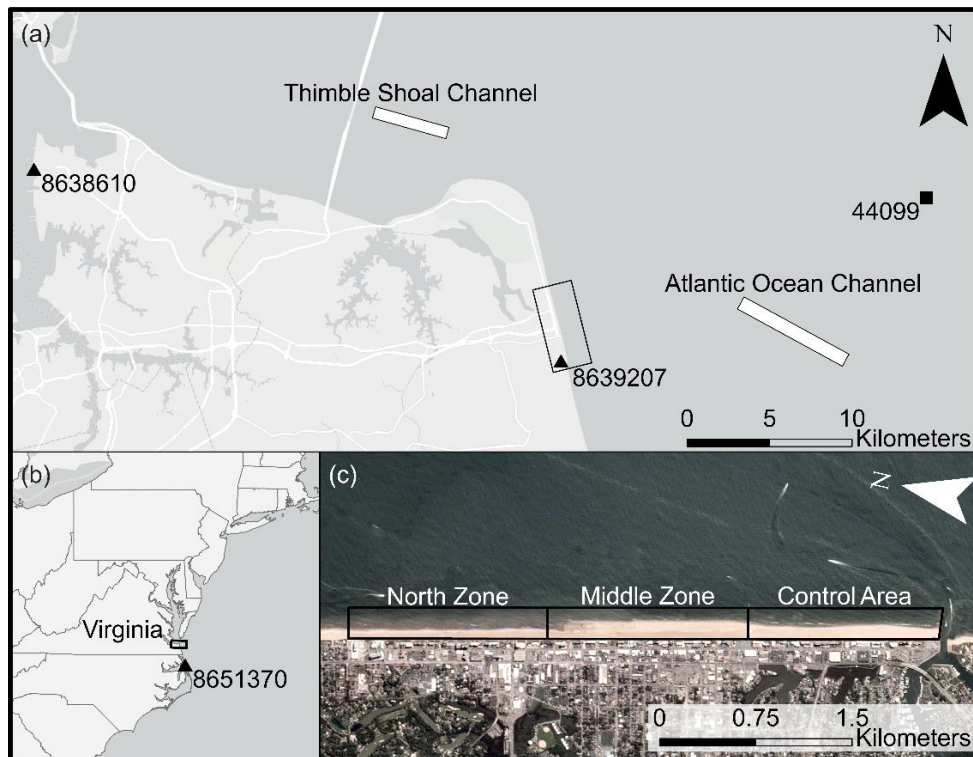 (a)
N
Thimble Shoal Channel
8638610
44099
Atlantic Ocean Channel
8639207
0 5 10
Kilometers
(b)
Virginia
8651370
(c)
N
North Zone Middle Zone Control Area
0 0.75 1.5
Kilometers